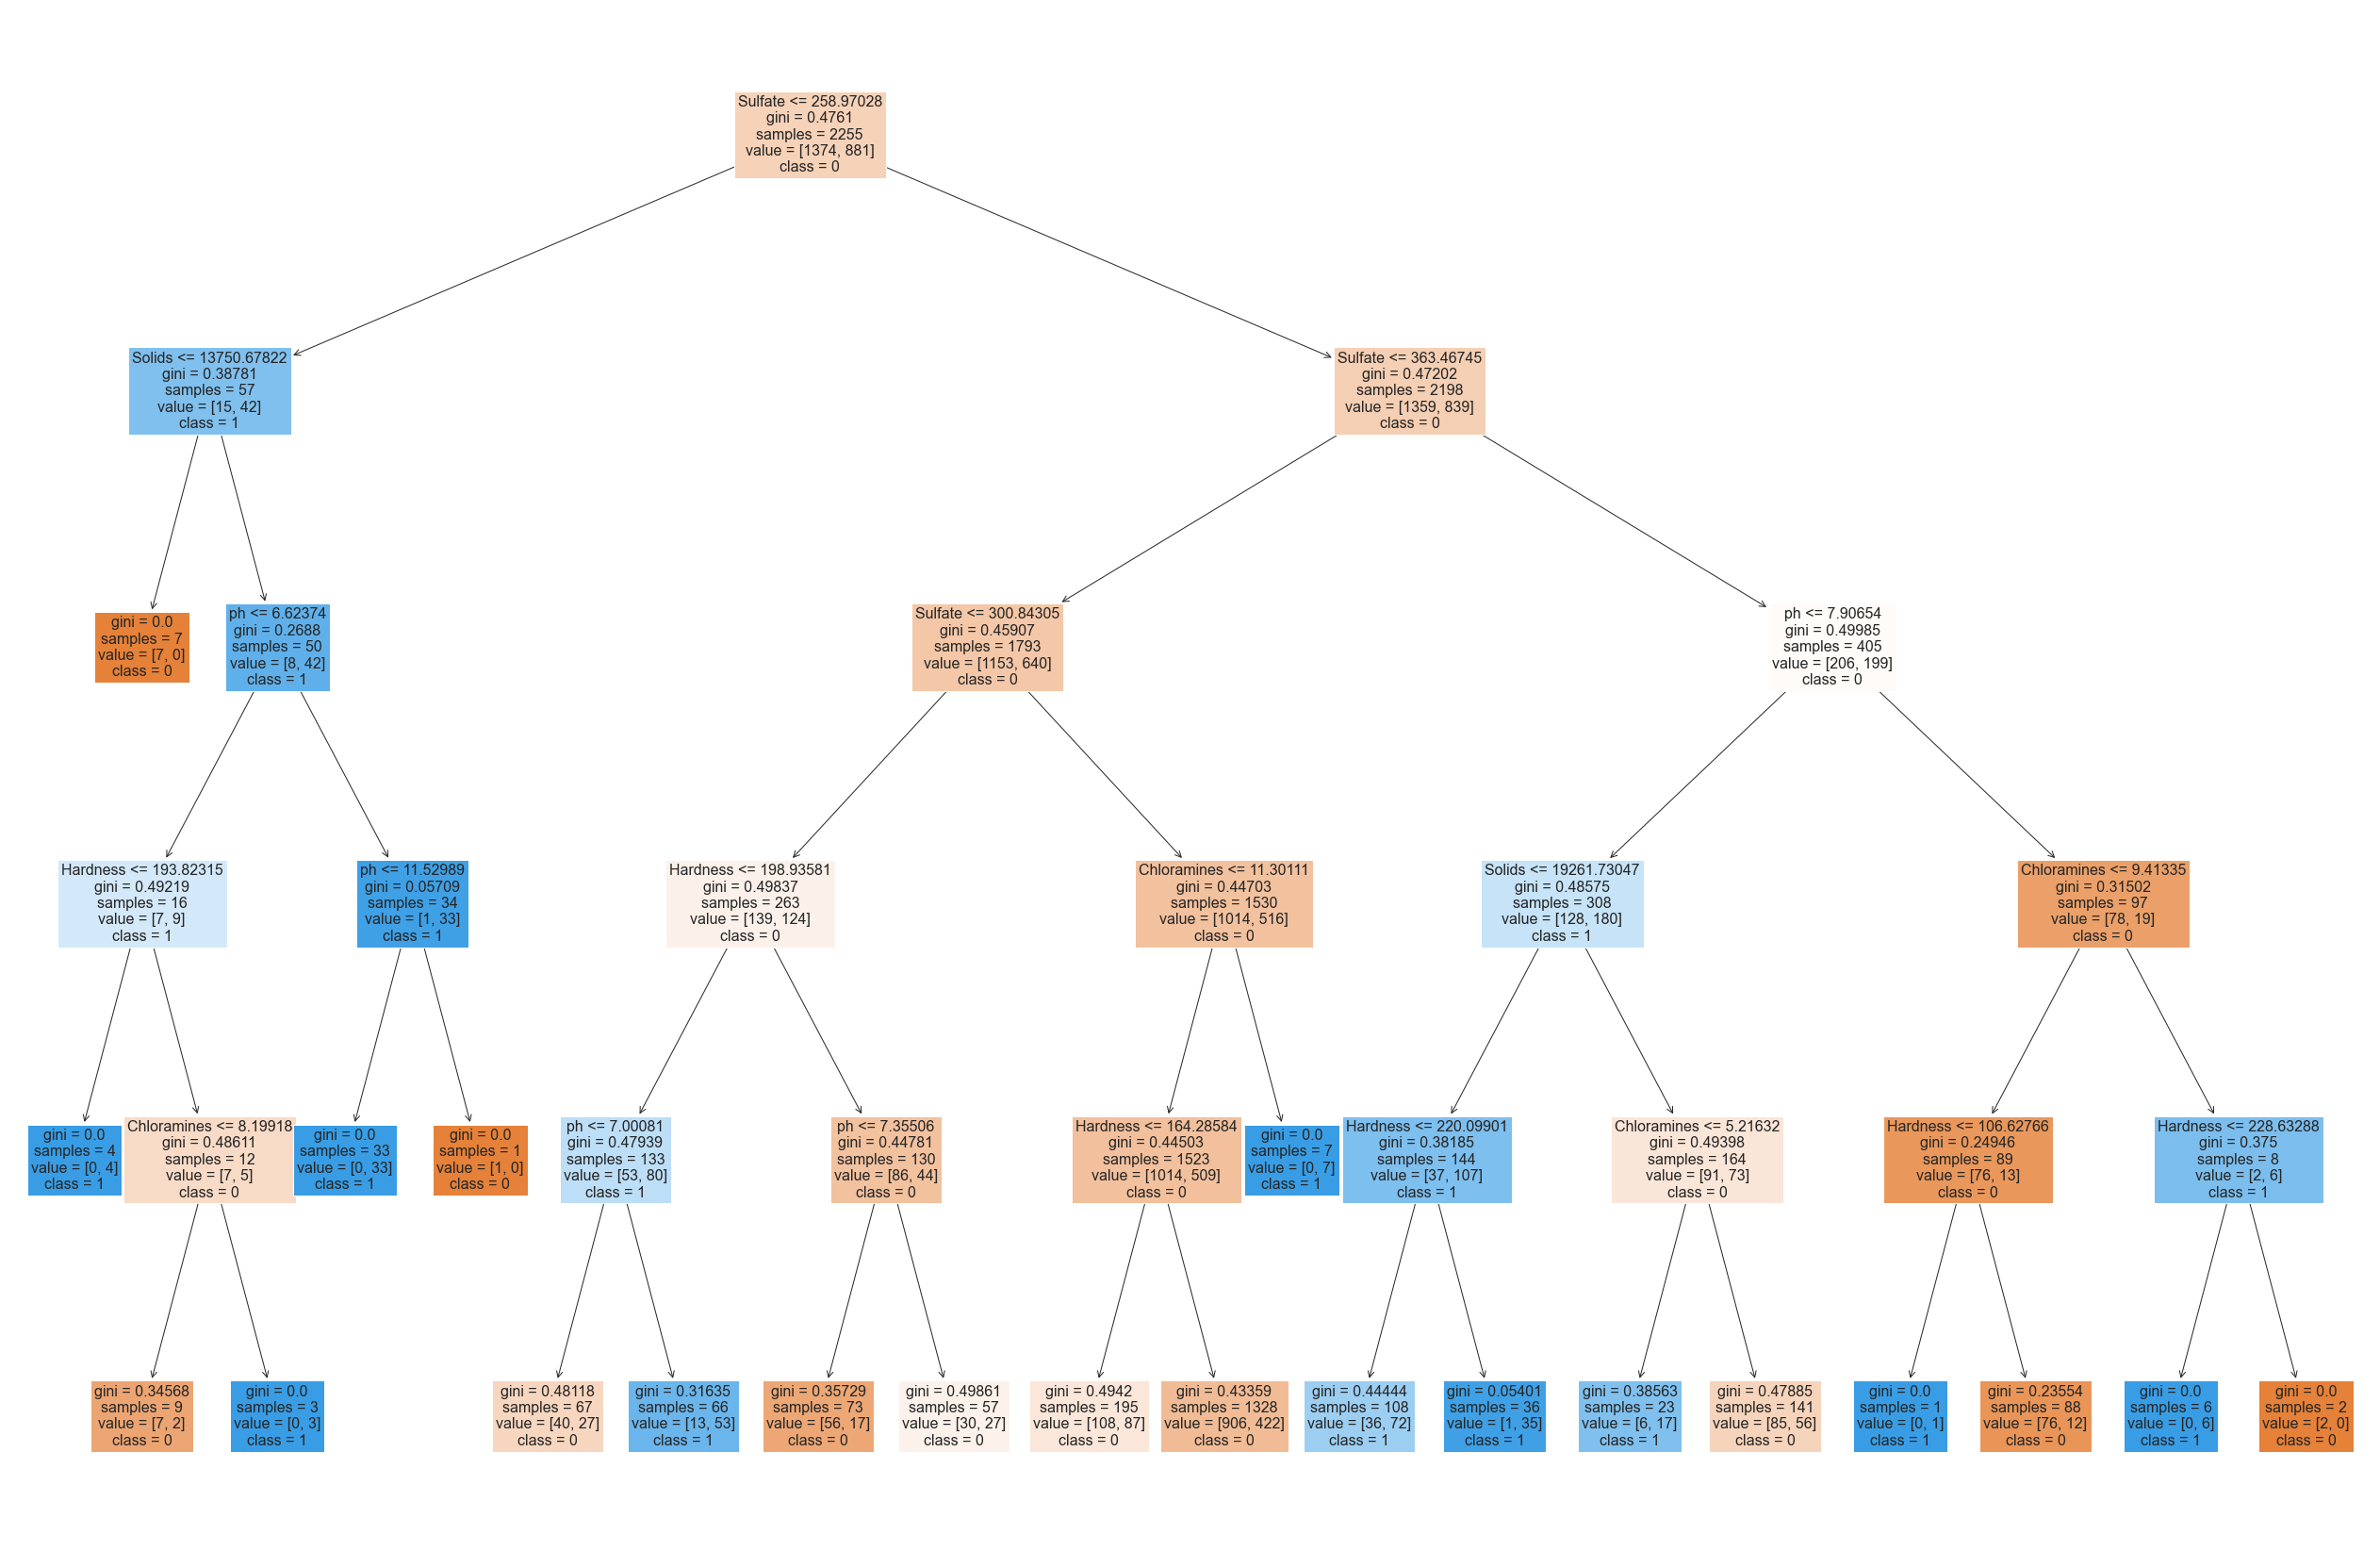 Sulfate <= 258.97028
gini = 0.4761
samples = 2255
value = [1374, 881]
class = 0
Solids <= 13750.67822
gini = 0.38781
samples = 57
value = [15, 42]
class = 1
Sulfate <= 363.46745
gini = 0.47202
samples = 2198
value = [1359, 839]
class = 0
gini = 0.0
samples = 7
value = [7, 0]
class = 0
ph <= 6.62374
gini = 0.2688
samples = 50
value = [8, 42]
class = 1
Sulfate <= 300.84305
gini = 0.45907
samples = 1793
value = [1153, 640]
class = 0
ph <= 7.90654
gini = 0.49985
samples = 405
value = [206, 199]
class = 0
Hardness <= 193.82315
gini = 0.49219
samples = 16
value = [7, 9]
class = 1
ph <= 11.52989
gini = 0.05709
samples = 34
value = [1, 33]
class = 1
Hardness <= 198.93581
gini = 0.49837
samples = 263
value = [139, 124]
class = 0
Chloramines <= 11.30111
gini = 0.44703
samples = 1530
value = [1014, 516]
class = 0
Solids <= 19261.73047
gini = 0.48575
samples = 308
value = [128, 180]
class = 1
Chloramines <= 9.41335
gini = 0.31502
samples = 97
value = [78, 19]
class = 0
gini = 0.0
samples = 4
value = [0, 4]
class = 1
Chloramines <= 8.19918
gini = 0.48611
samples = 12
value = [7, 5]
class = 0
gini = 0.0
samples = 33
value = [0, 33]
class = 1
gini = 0.0
samples = 1
value = [1, 0]
class = 0
ph <= 7.00081
gini = 0.47939
samples = 133
value = [53, 80]
class = 1
ph <= 7.35506
gini = 0.44781
samples = 130
value = [86, 44]
class = 0
Hardness <= 164.28584
gini = 0.44503
samples = 1523
value = [1014, 509]
class = 0
gini = 0.0
samples = 7
value = [0, 7]
class = 1
Hardness <= 220.09901
gini = 0.38185
samples = 144
value = [37, 107]
class = 1
Chloramines <= 5.21632
gini = 0.49398
samples = 164
value = [91, 73]
class = 0
Hardness <= 106.62766
gini = 0.24946
samples = 89
value = [76, 13]
class = 0
Hardness <= 228.63288
gini = 0.375
samples = 8
value = [2, 6]
class = 1
gini = 0.34568
samples = 9
value = [7, 2]
class = 0
gini = 0.0
samples = 3
value = [0, 3]
class = 1
gini = 0.48118
samples = 67
value = [40, 27]
class = 0
gini = 0.31635
samples = 66
value = [13, 53]
class = 1
gini = 0.35729
samples = 73
value = [56, 17]
class = 0
gini = 0.49861
samples = 57
value = [30, 27]
class = 0
gini = 0.4942
samples = 195
value = [108, 87]
class = 0
gini = 0.43359
samples = 1328
value = [906, 422]
class = 0
gini = 0.44444
samples = 108
value = [36, 72]
class = 1
gini = 0.05401
samples = 36
value = [1, 35]
class = 1
gini = 0.38563
samples = 23
value = [6, 17]
class = 1
gini = 0.47885
samples = 141
value = [85, 56]
class = 0
gini = 0.0
samples = 1
value = [0, 1]
class = 1
gini = 0.23554
samples = 88
value = [76, 12]
class = 0
gini = 0.0
samples = 6
value = [0, 6]
class = 1
gini = 0.0
samples = 2
value = [2, 0]
class = 0